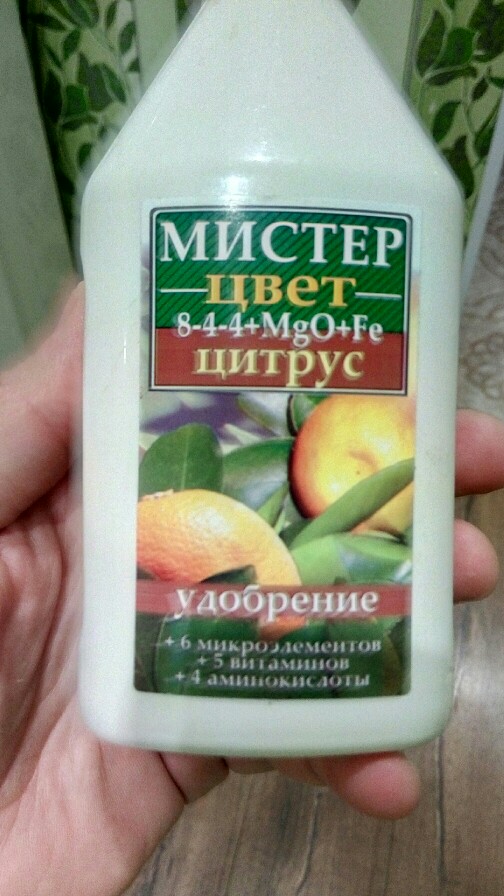 МИСТЕР
цвет
8-4-4+MgO+Fe
цитрус
удобрение
+ 6 микроэлементов
+ 5 витаминов
+ 4 аминокислоты